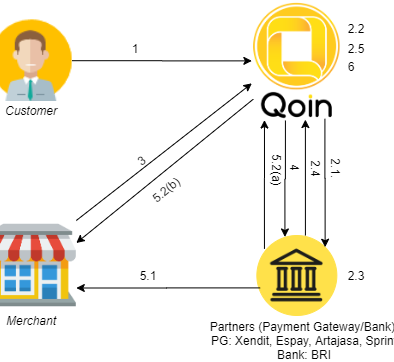 2.2
2.5
6
1
Customer
Qoin
3
5.2(b)
5.2(a)
4
2.4
2.1.
5.1
2.3
Merchant
Partners (Payment Gateway/Bank)
PG: Xendit, Espay, Artajasa, Sprin
Bank: BRI